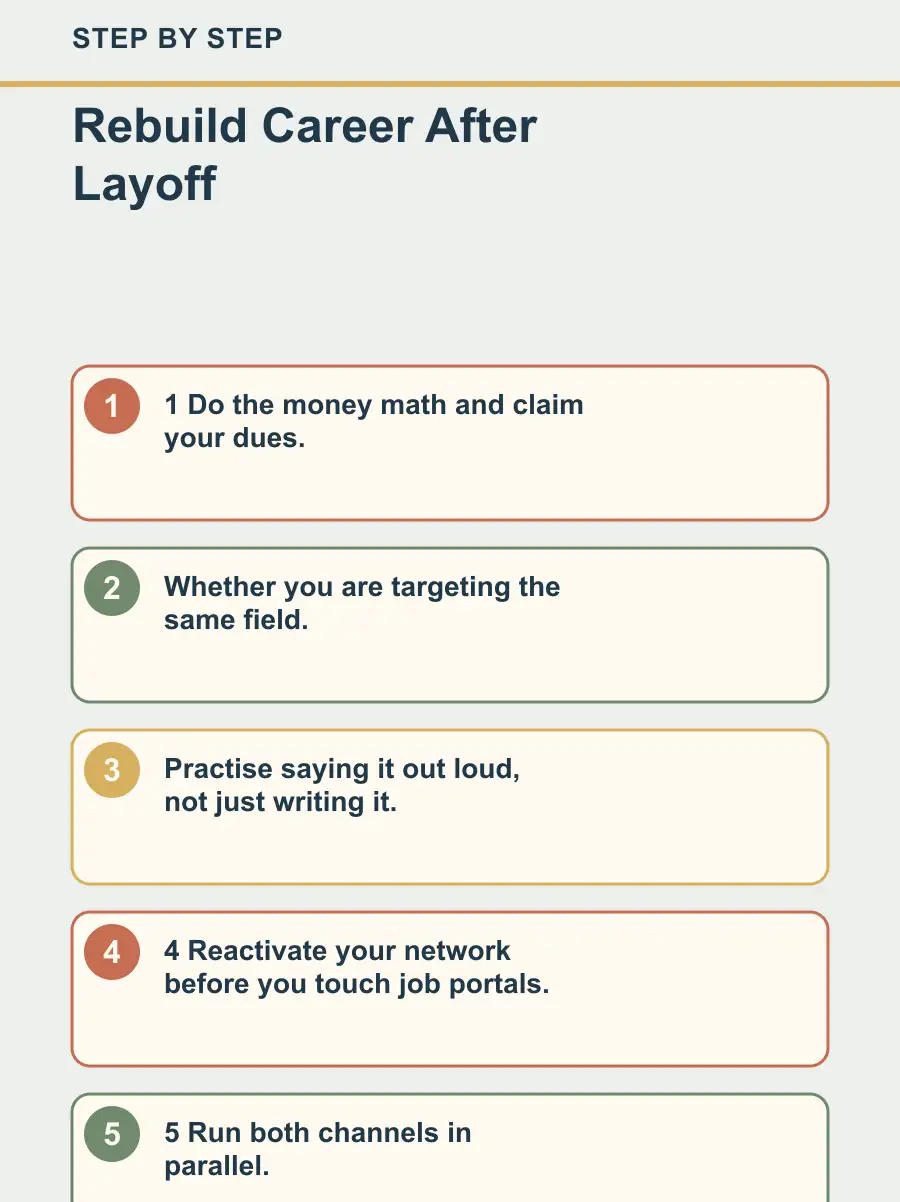 STEP BY STEP
Rebuild Career After
Layoff
1
1 Do the money math and claim
your dues.
2
Whether you are targeting the
same field.
3
Practise saying it out loud,
not just writing it.
4
4 Reactivate your network
before you touch job portals.
5
5 Run both channels in
parallel.